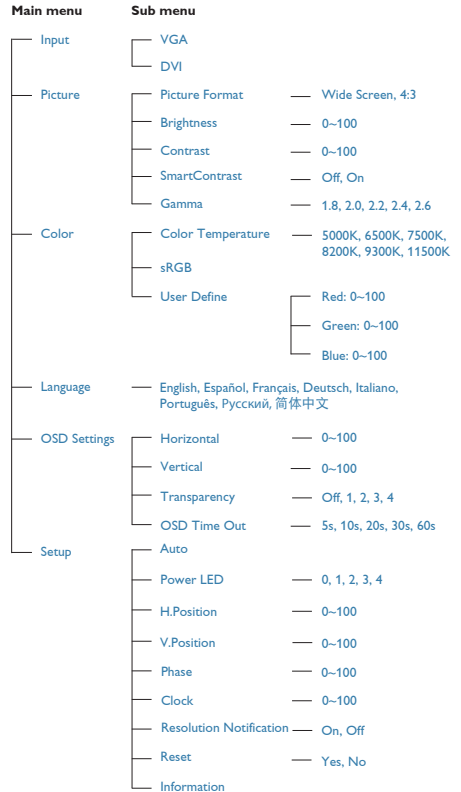 Main menu Sub menu
Input VGA
DVI
Picture Picture Format Wide Screen, 4:3
Brightness 0~100
Contrast 0~100
SmartContrast Off, On
Gamma 1.8, 2.0, 2.2, 2.4, 2.6
Color Color Temperature 5000K, 6500K, 7500K,
8200K, 9300K, 11500K
sRGB
User Define Red: 0~100
Green: 0~100
Blue: 0~100
Language English, Español, Français, Deutsch, Italiano,
Português, Русский, 简体中文
OSD Settings Horizontal 0~100
Vertical 0~100
Transparency Off, 1, 2, 3, 4
OSD Time Out 5s, 10s, 20s, 30s, 60s
Setup Auto
Power LED 0, 1, 2, 3, 4
H.Position 0~100
V.Position 0~100
Phase 0~100
Clock 0~100
Resolution Notification On, Off
Reset Yes, No
Information